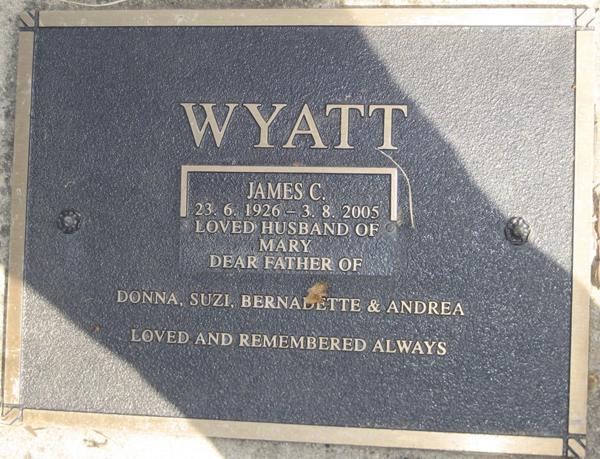 WYATT
JAMES C.
23. 6. 1926 – 3. 8. 2005
LOVED HUSBAND OF
MARY
DEAR FATHER OF
DONNA, SUZI, BERNADETTE & ANDREA
LOVED AND REMEMBERED ALWAYS